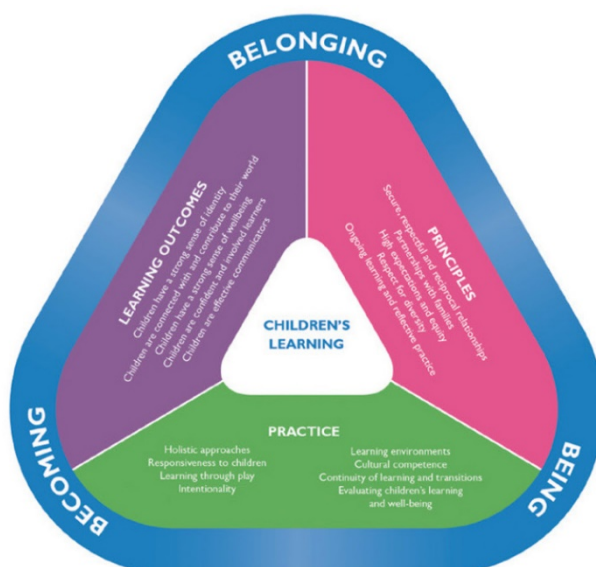 BELONGING
LEARNING OUTCOMES
Children have a strong sense of identity
Children are connected with and contribute to their world
Children have a strong sense of wellbeing
Children are confident and involved learners
Children are effective communicators
PRINCIPLES
Secure, respectful and reciprocal relationships
Partnerships with families
High expectations and equity
Respect for diversity
Ongoing learning and reflective practice
CHILDREN'S
LEARNING
PRACTICE
Holistic approaches
Responsiveness to children
Learning through play
Intentionality
Learning environments
Cultural competence
Continuity of learning and transitions
Evaluating children's learning
and well-being
BECOMING
BEING